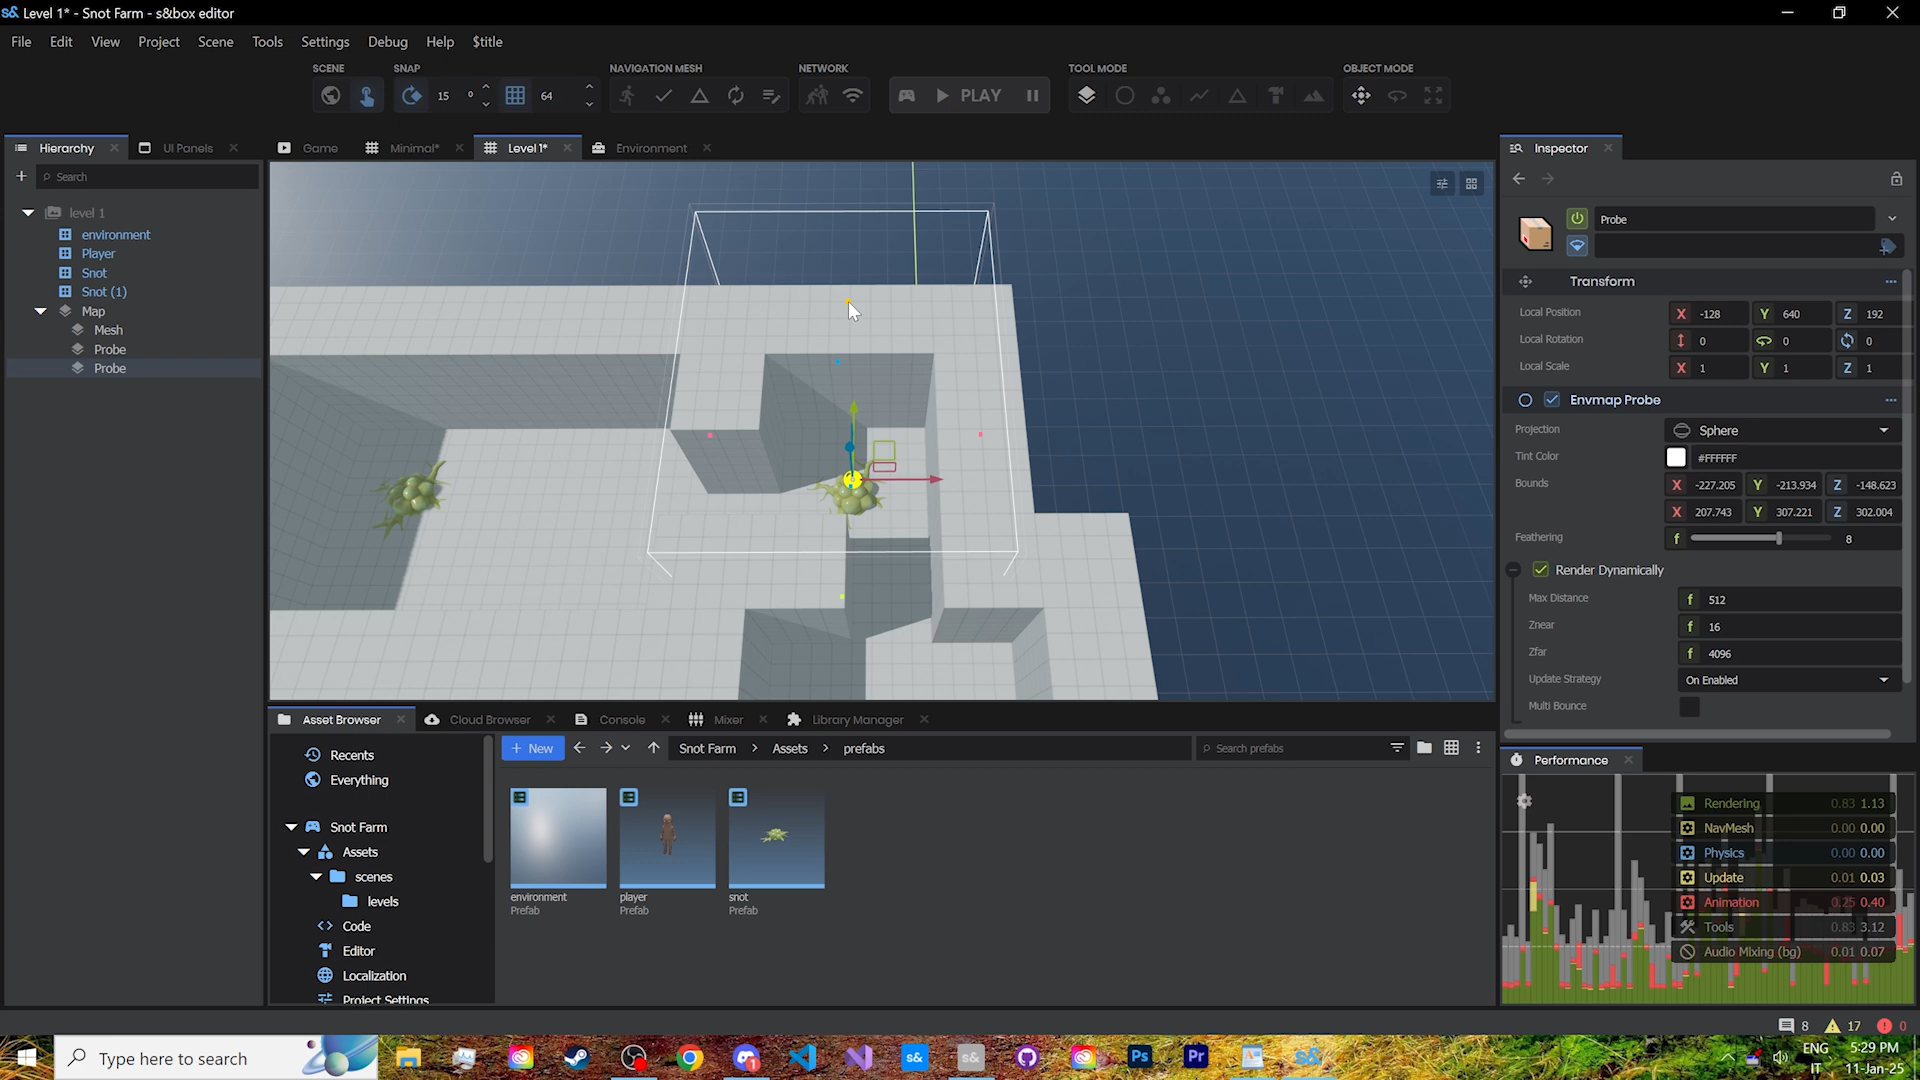 s& Level 1* - Snot Farm - s&box editor
File Edit View Project Scene Tools Settings Debug Help $title
SCENE SNAP NAVIGATION MESH NETWORK TOOL MODE OBJECT MODE
15 ° 64 PLAY
Hierarchy UI Panels Game Minimal* Level 1* Environment Inspector
Search
level 1
environment
Player
Snot
Snot (1)
Map
Mesh
Probe
Probe
Probe
Transform
Local Position X -128 Y 640 Z 192
Local Rotation 0 0 0
Local Scale X 1 Y 1 Z 1
Envmap Probe
Projection Sphere
Tint Color #FFFFFF
Bounds X -227.205 Y -213.934 Z -148.623
X 207.743 Y 307.221 Z 302.004
Feathering f 8
Render Dynamically
Max Distance f 512
Znear f 16
Zfar f 4096
Update Strategy On Enabled
Multi Bounce
Asset Browser Cloud Browser Console Mixer Library Manager
+ New Snot Farm > Assets > prefabs Search prefabs
Recents
Everything
Snot Farm
Assets
scenes
levels
Code
Editor
Localization
Project Settings
environment
Prefab
player
Prefab
snot
Prefab
Performance
Rendering 0.83 1.13
NavMesh 0.00 0.00
Physics 0.00 0.00
Update 0.01 0.03
Animation 0.25 0.40
Tools 0.83 3.12
Audio Mixing (bg) 0.01 0.07
8 17 0
Type here to search
s& s& Ps Pr s&
ENG
IT
5:29 PM
11-Jan-25